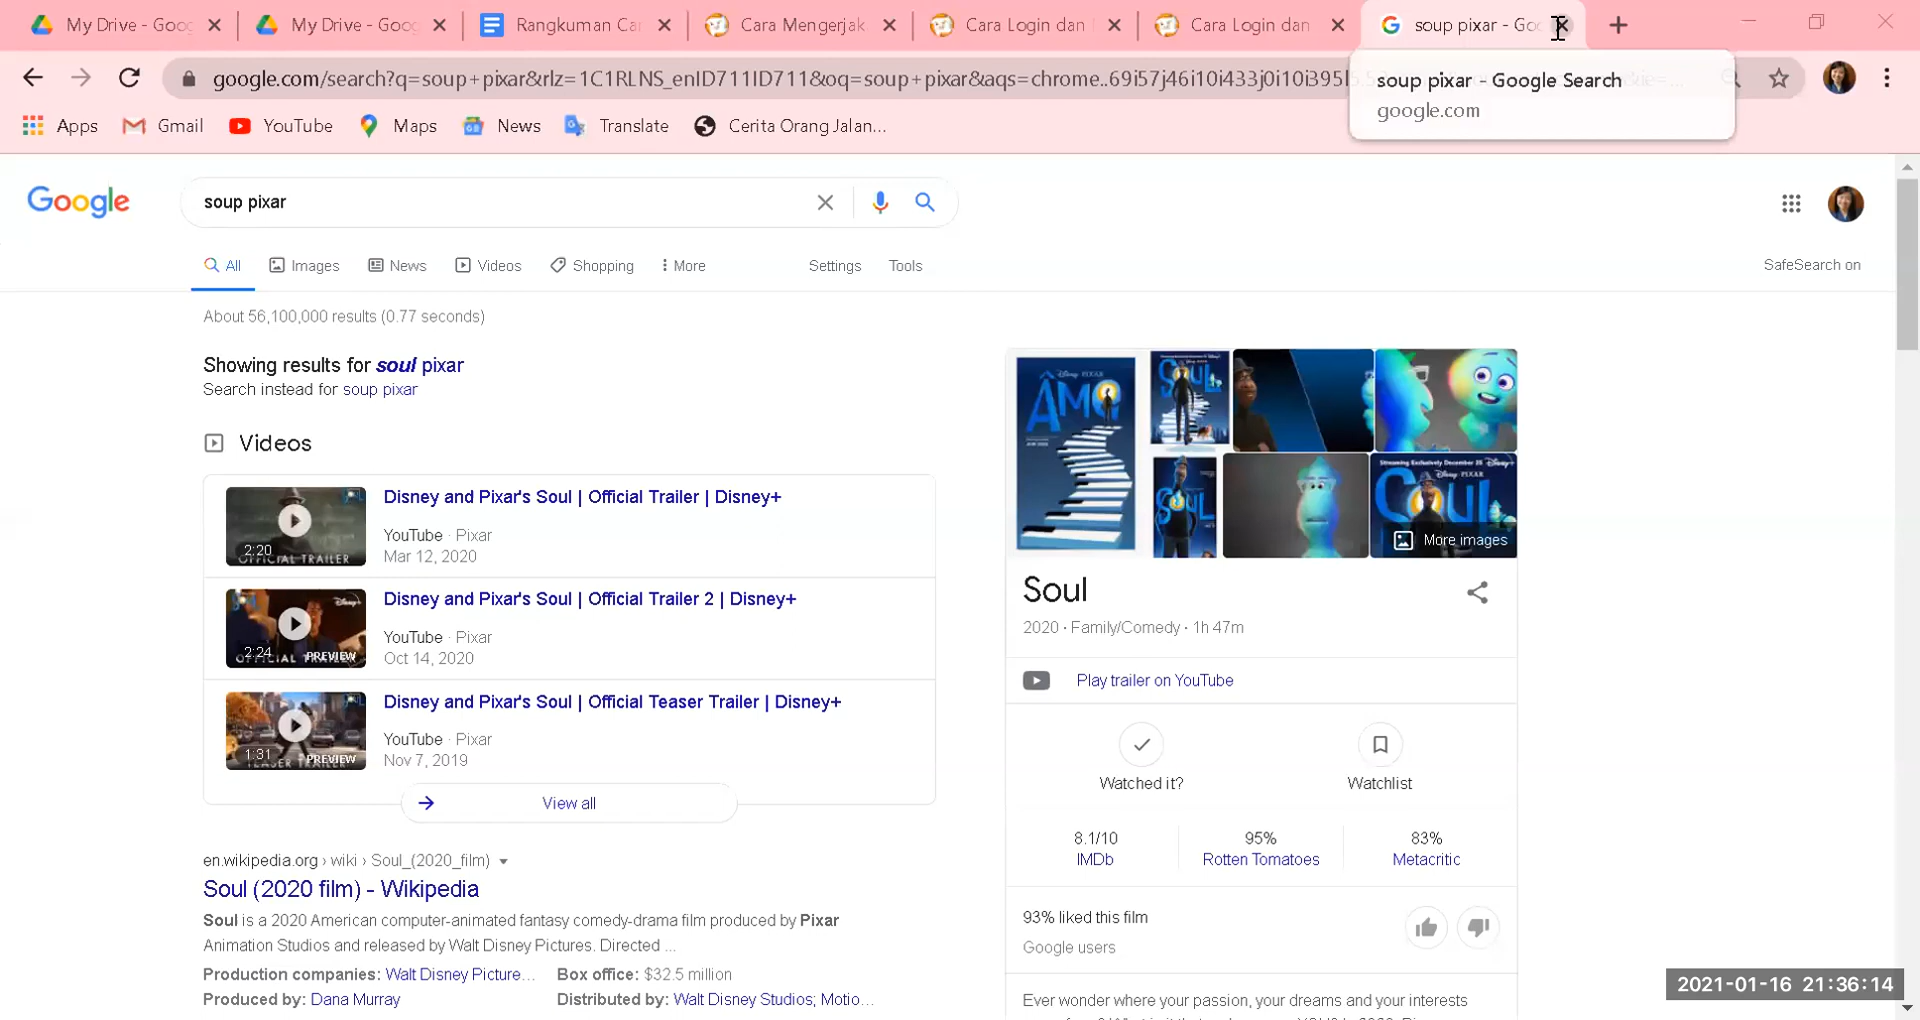 My Drive - Goog
My Drive - Goog
Rangkuman Car
Cara Mengerjak
Cara Login dan
Cara Login dan
soup pixar - Goo
google.com/search?q=soup+pixar&rlz=1C1RLNS_enID711ID711&oq=soup+pixar&aqs=chrome..69i57j46i10i433j0i10i395l5
soup pixar - Google Search
google.com
Apps
Gmail
YouTube
Maps
News
Translate
Cerita Orang Jalan...
Google
soup pixar
All
Images
News
Videos
Shopping
More
Settings
Tools
SafeSearch on
About 56,100,000 results (0.77 seconds)
Showing results for soul pixar
Search instead for soup pixar
Videos
Disney and Pixar's Soul | Official Trailer | Disney+
YouTube · Pixar
Mar 12, 2020
2:20
OFFICIAL TRAILER
Disney and Pixar's Soul | Official Trailer 2 | Disney+
YouTube · Pixar
Oct 14, 2020
2:24
PREVIEW
Disney and Pixar's Soul | Official Teaser Trailer | Disney+
YouTube · Pixar
Nov 7, 2019
1:31
PREVIEW
View all
en.wikipedia.org › wiki › Soul_(2020_film)
Soul (2020 film) - Wikipedia
Soul is a 2020 American computer-animated fantasy comedy-drama film produced by Pixar
Animation Studios and released by Walt Disney Pictures. Directed ...
Production companies: Walt Disney Picture...
Box office: $32.5 million
Produced by: Dana Murray
Distributed by: Walt Disney Studios; Motio...
SOUL
SOUL
More images
Soul
2020 · Family/Comedy · 1h 47m
Play trailer on YouTube
Watched it?
Watchlist
8.1/10
IMDb
95%
Rotten Tomatoes
83%
Metacritic
93% liked this film
Google users
Ever wonder where your passion, your dreams and your interests
2021-01-16 21:36:14